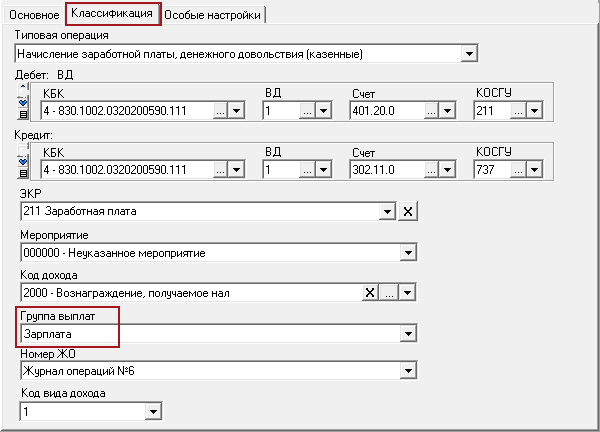 Основное Классификация Особые настройки
Типовая операция
Начисление заработной платы, денежного довольствия (казенные)
Дебет: ВД
КБК ВД Счет КОСГУ
4 - 830.1002.0320200590.111 ... 1 ... 401.20.0 ... 211 ...
Кредит:
КБК ВД Счет КОСГУ
4 - 830.1002.0320200590.111 ... 1 ... 302.11.0 ... 737 ...
ЭКР
211 Заработная плата X
Мероприятие
000000 - Неуказанное мероприятие
Код дохода
2000 - Вознаграждение, получаемое нал X ...
Группа выплат
Зарплата
Номер ЖО
Журнал операций №6
Код вида дохода
1